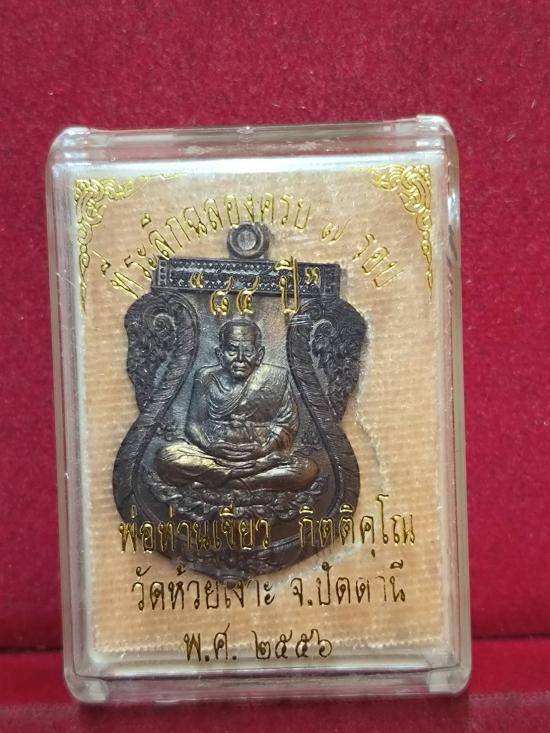 ที่ระลึกฉลองครบ ๗ รอบ
"๘๔ ปี"
พ่อท่านเขียว กิตติคุโณ
วัดห้วยเงาะ จ.ปัตตานี
พ.ศ. ๒๕๕๖